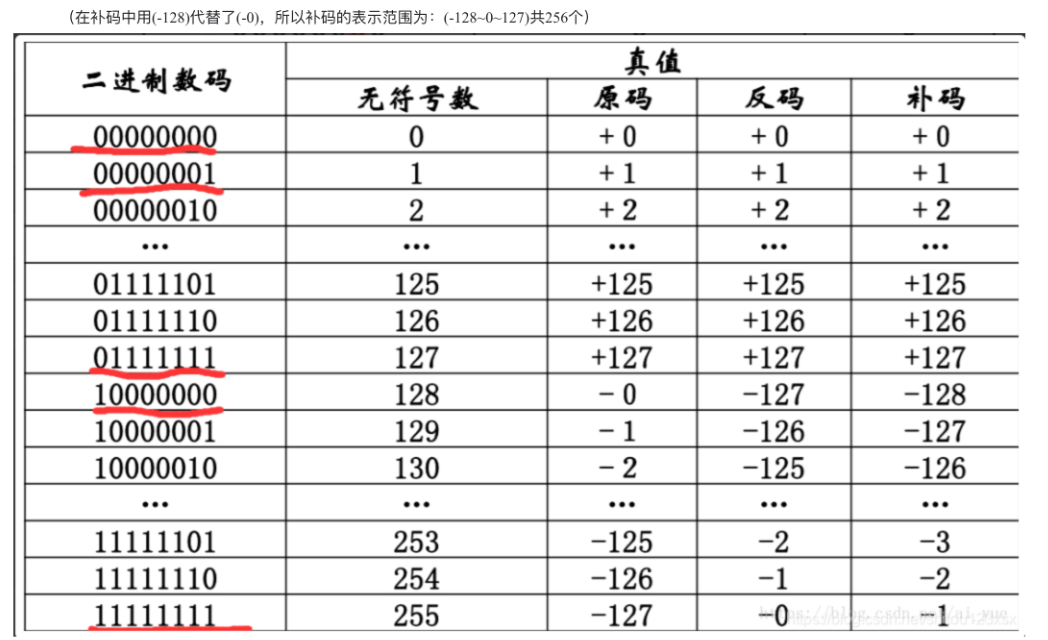 （在补码中用(-128)代替了(-0)，所以补码的表示范围为：(-128~0~127)共256个）
二进制数码 真值
无符号数 原码 反码 补码
00000000 0 +0 +0 +0
00000001 1 +1 +1 +1
00000010 2 +2 +2 +2
... ... ... ... ...
01111101 125 +125 +125 +125
01111110 126 +126 +126 +126
01111111 127 +127 +127 +127
10000000 128 -0 -127 -128
10000001 129 -1 -126 -127
10000010 130 -2 -125 -126
... ... ... ... ...
11111101 253 -125 -2 -3
11111110 254 -126 -1 -2
11111111 255 -127 -0 -1